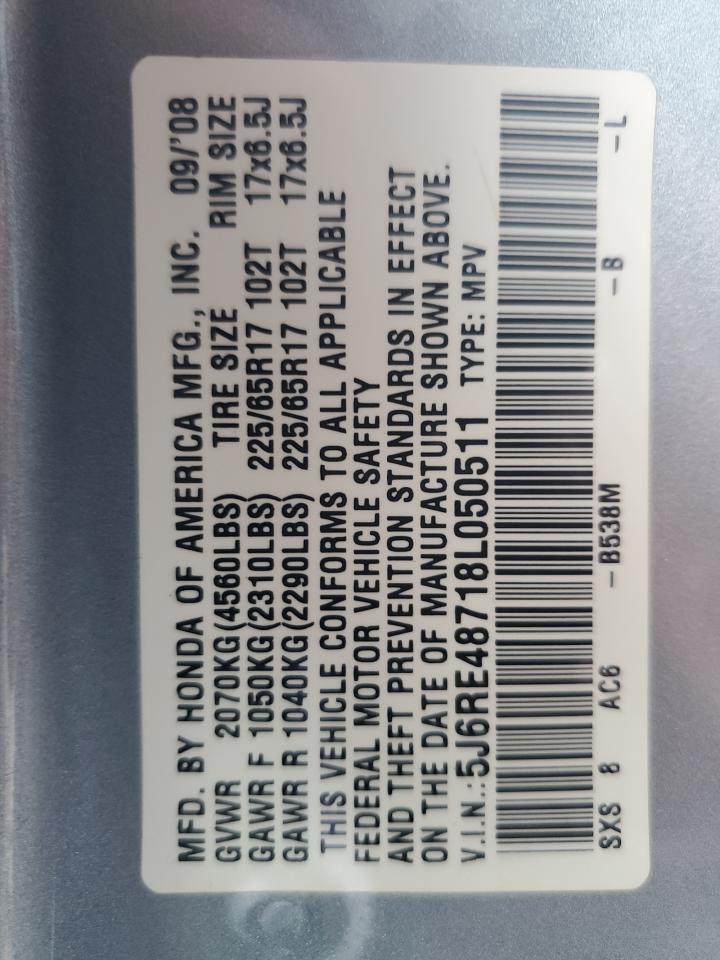 MFD. BY HONDA OF AMERICA MFG., INC. 09/'08
GVWR 2070KG(4560LBS) TIRE SIZE RIM SIZE
GAWR F 1050KG(2310LBS) 225/65R17 102T 17x6.5J
GAWR R 1040KG(2290LBS) 225/65R17 102T 17x6.5J
THIS VEHICLE CONFORMS TO ALL APPLICABLE
FEDERAL MOTOR VEHICLE SAFETY
AND THEFT PREVENTION STANDARDS IN EFFECT
ON THE DATE OF MANUFACTURE SHOWN ABOVE.
V.I.N.:5J6RE48718L050511 TYPE: MPV
SXS 8 AC6 –B538M –B –L